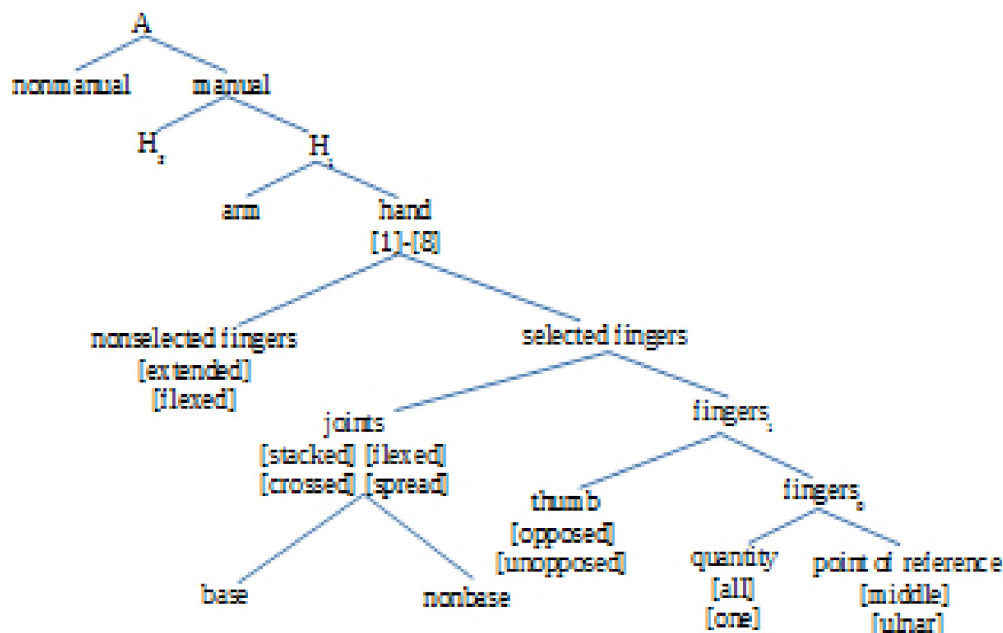 A
nonmanual manual
H₂ H₁
arm hand
[1]-[8]
nonselected fingers selected fingers
[extended]
[flexed]
joints fingers₁
[stacked] [flexed]
[crossed] [spread]
thumb fingers₀
[opposed]
[unopposed]
quantity point of reference
[all] [middle]
[one] [ulnar]
base nonbase